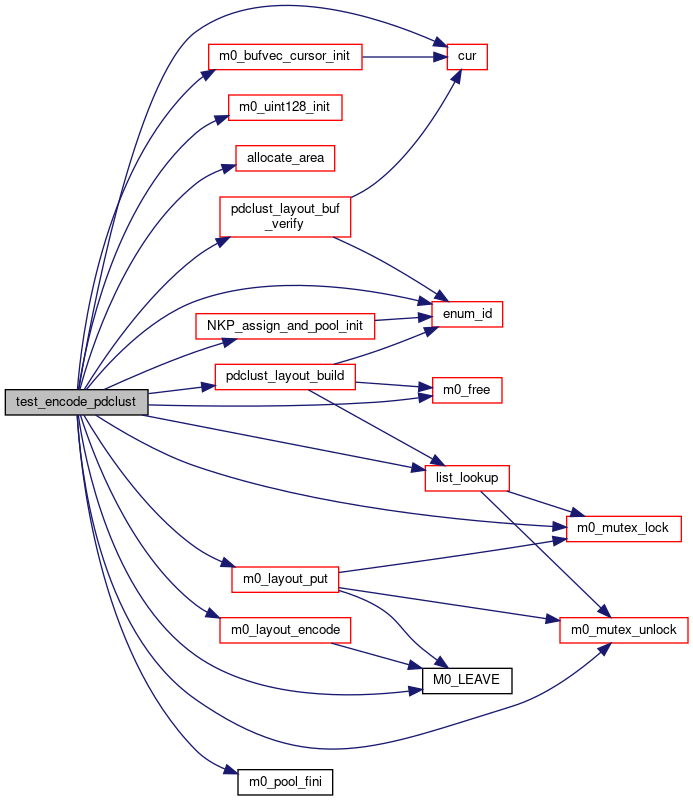 cur
m0_bufvec_cursor_init
m0_uint128_init
allocate_area
pdclust_layout_buf
_verify
enum_id
NKP_assign_and_pool_init
pdclust_layout_build
m0_free
test_encode_pdclust
list_lookup
m0_mutex_lock
m0_layout_put
m0_layout_encode
m0_mutex_unlock
M0_LEAVE
m0_pool_fini